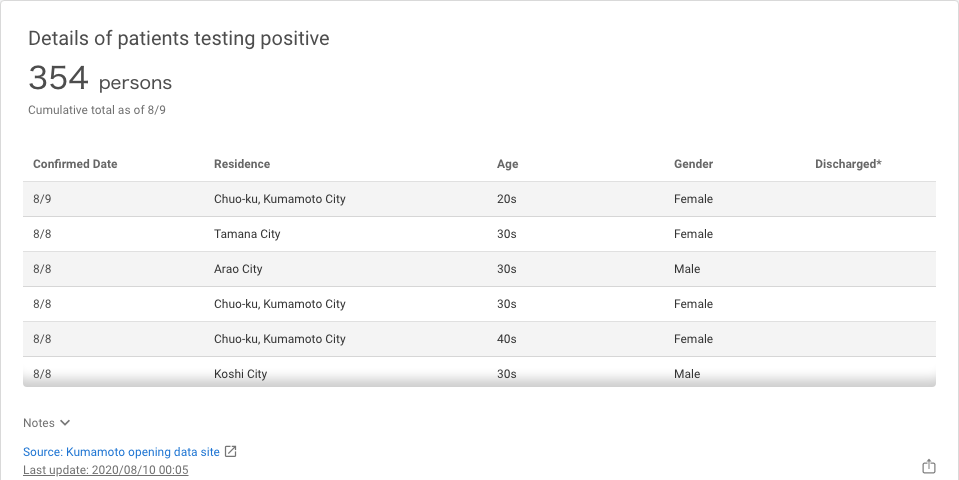 Details of patients testing positive
354 persons
Cumulative total as of 8/9
Confirmed Date Residence Age Gender Discharged*
8/9 Chuo-ku, Kumamoto City 20s Female
8/8 Tamana City 30s Female
8/8 Arao City 30s Male
8/8 Chuo-ku, Kumamoto City 30s Female
8/8 Chuo-ku, Kumamoto City 40s Female
8/8 Koshi City 30s Male
Notes
Source: Kumamoto opening data site
Last update: 2020/08/10 00:05